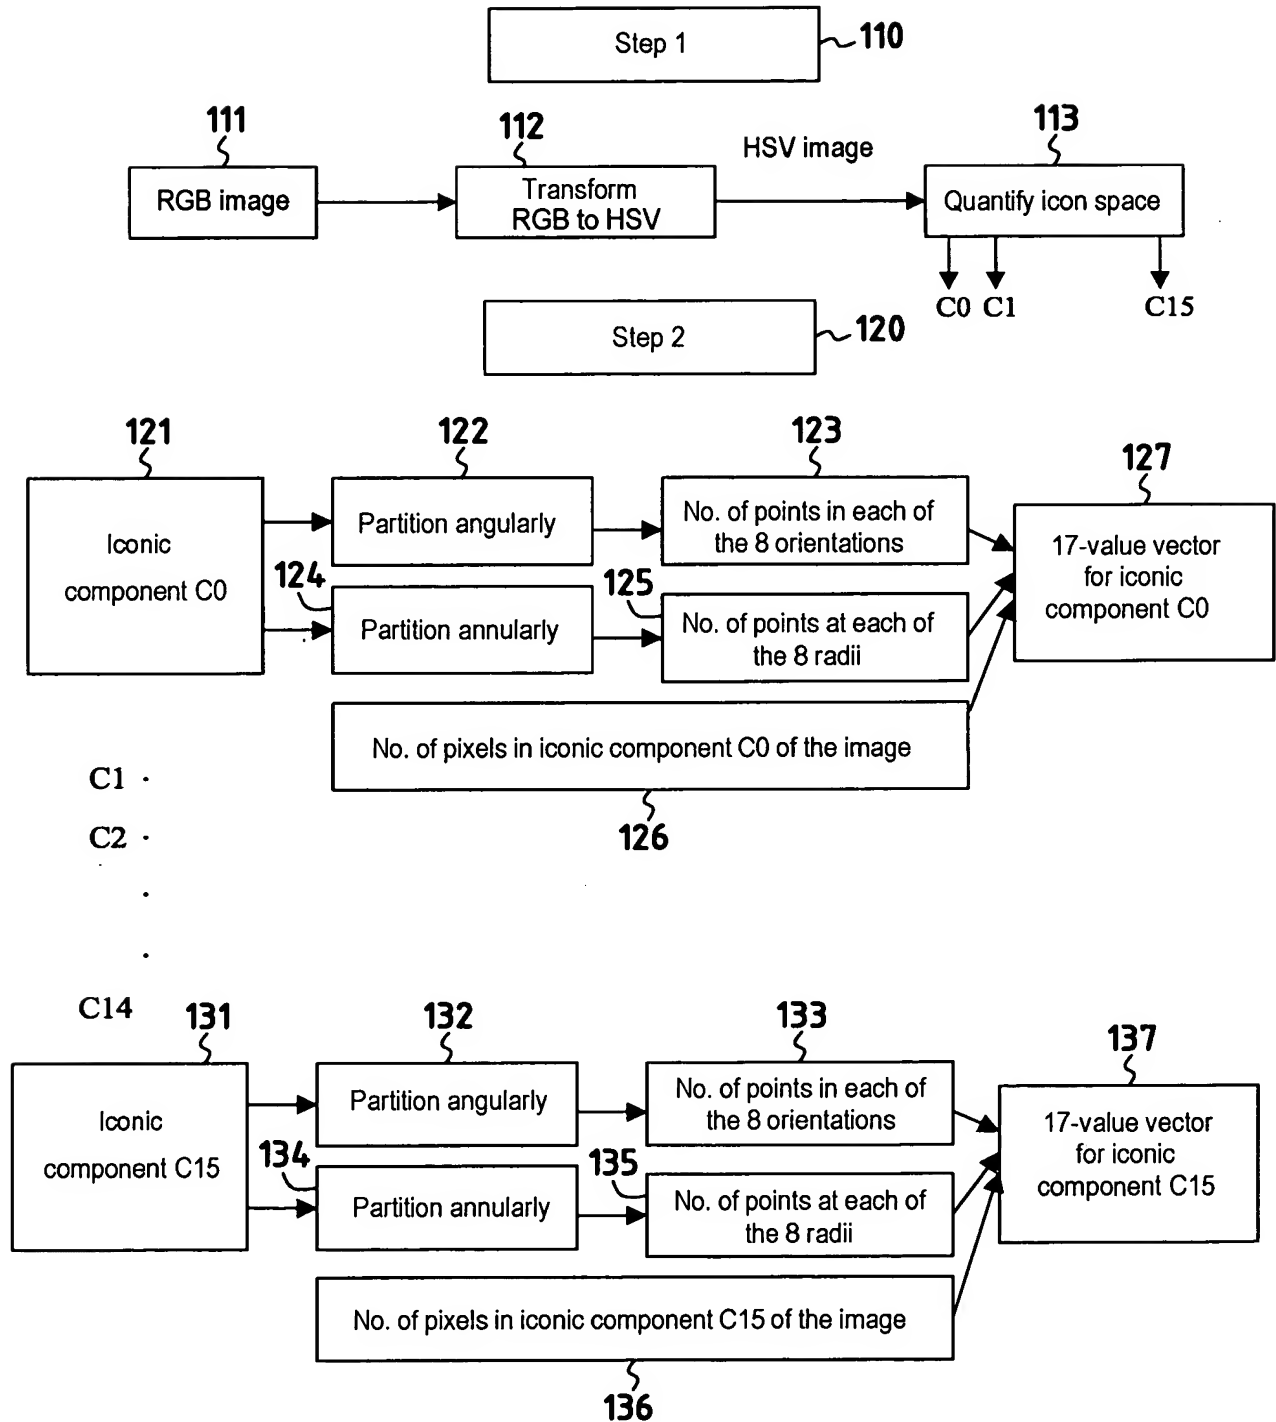 Step 1
110
111
112
HSV image
113
RGB image
Transform
RGB to HSV
Quantify icon space
C0
C1
C15
Step 2
120
121
122
123
127
Iconic
component C0
Partition angularly
No. of points in each of
the 8 orientations
17-value vector
for iconic
component C0
124
Partition annularly
125
No. of points at each of
the 8 radii
No. of pixels in iconic component C0 of the image
126
C1 .
C2 .
.
.
C14
131
132
133
137
Iconic
component C15
Partition angularly
No. of points in each of
the 8 orientations
17-value vector
for iconic
component C15
134
Partition annularly
135
No. of points at each of
the 8 radii
No. of pixels in iconic component C15 of the image
136